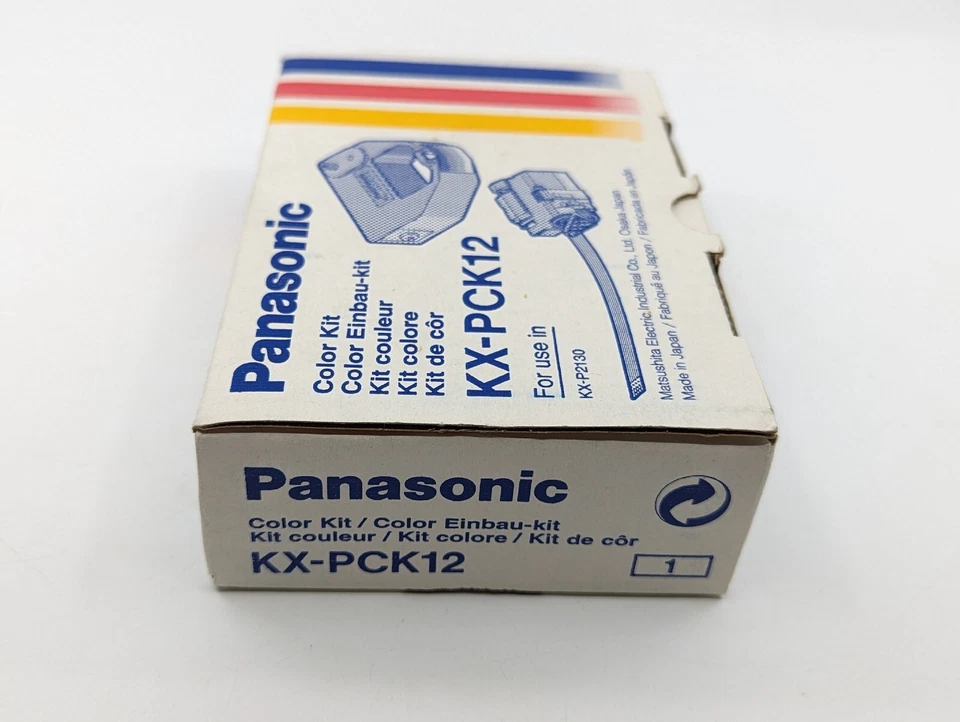 Panasonic
Color Kit
Color Einbau-kit
Kit couleur
Kit colore
Kit de côr
KX-PCK12
For use in
KX-P2130
Matsushita Electric Industrial Co., Ltd. Osaka Japan
Made in Japan / Fabriqué au Japon / Fabricada en Japón
Panasonic
Color Kit / Color Einbau-kit
Kit couleur / Kit colore / Kit de côr
KX-PCK12
1